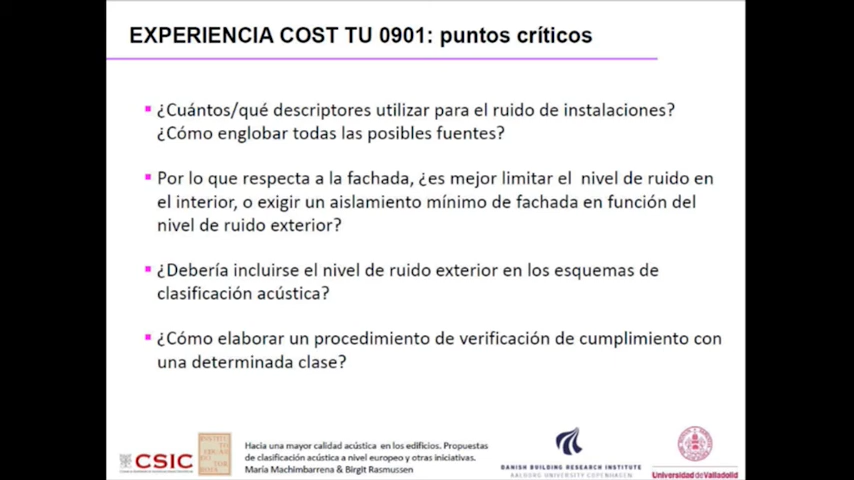 EXPERIENCIA COST TU 0901: puntos críticos
¿Cuántos/qué descriptores utilizar para el ruido de instalaciones?
¿Cómo englobar todas las posibles fuentes?
Por lo que respecta a la fachada, ¿es mejor limitar el nivel de ruido en
el interior, o exigir un aislamiento mínimo de fachada en función del
nivel de ruido exterior?
¿Debería incluirse el nivel de ruido exterior en los esquemas de
clasificación acústica?
¿Cómo elaborar un procedimiento de verificación de cumplimiento con
una determinada clase?
CSIC
Hacia una mayor calidad acústica en los edificios. Propuestas
de clasificación acústica a nivel europeo y otras iniciativas.
María Machimbarrena & Birgit Rasmussen
DANISH BUILDING RESEARCH INSTITUTE
AALBORG UNIVERSITY COPENHAGEN
Universidad de Valladolid